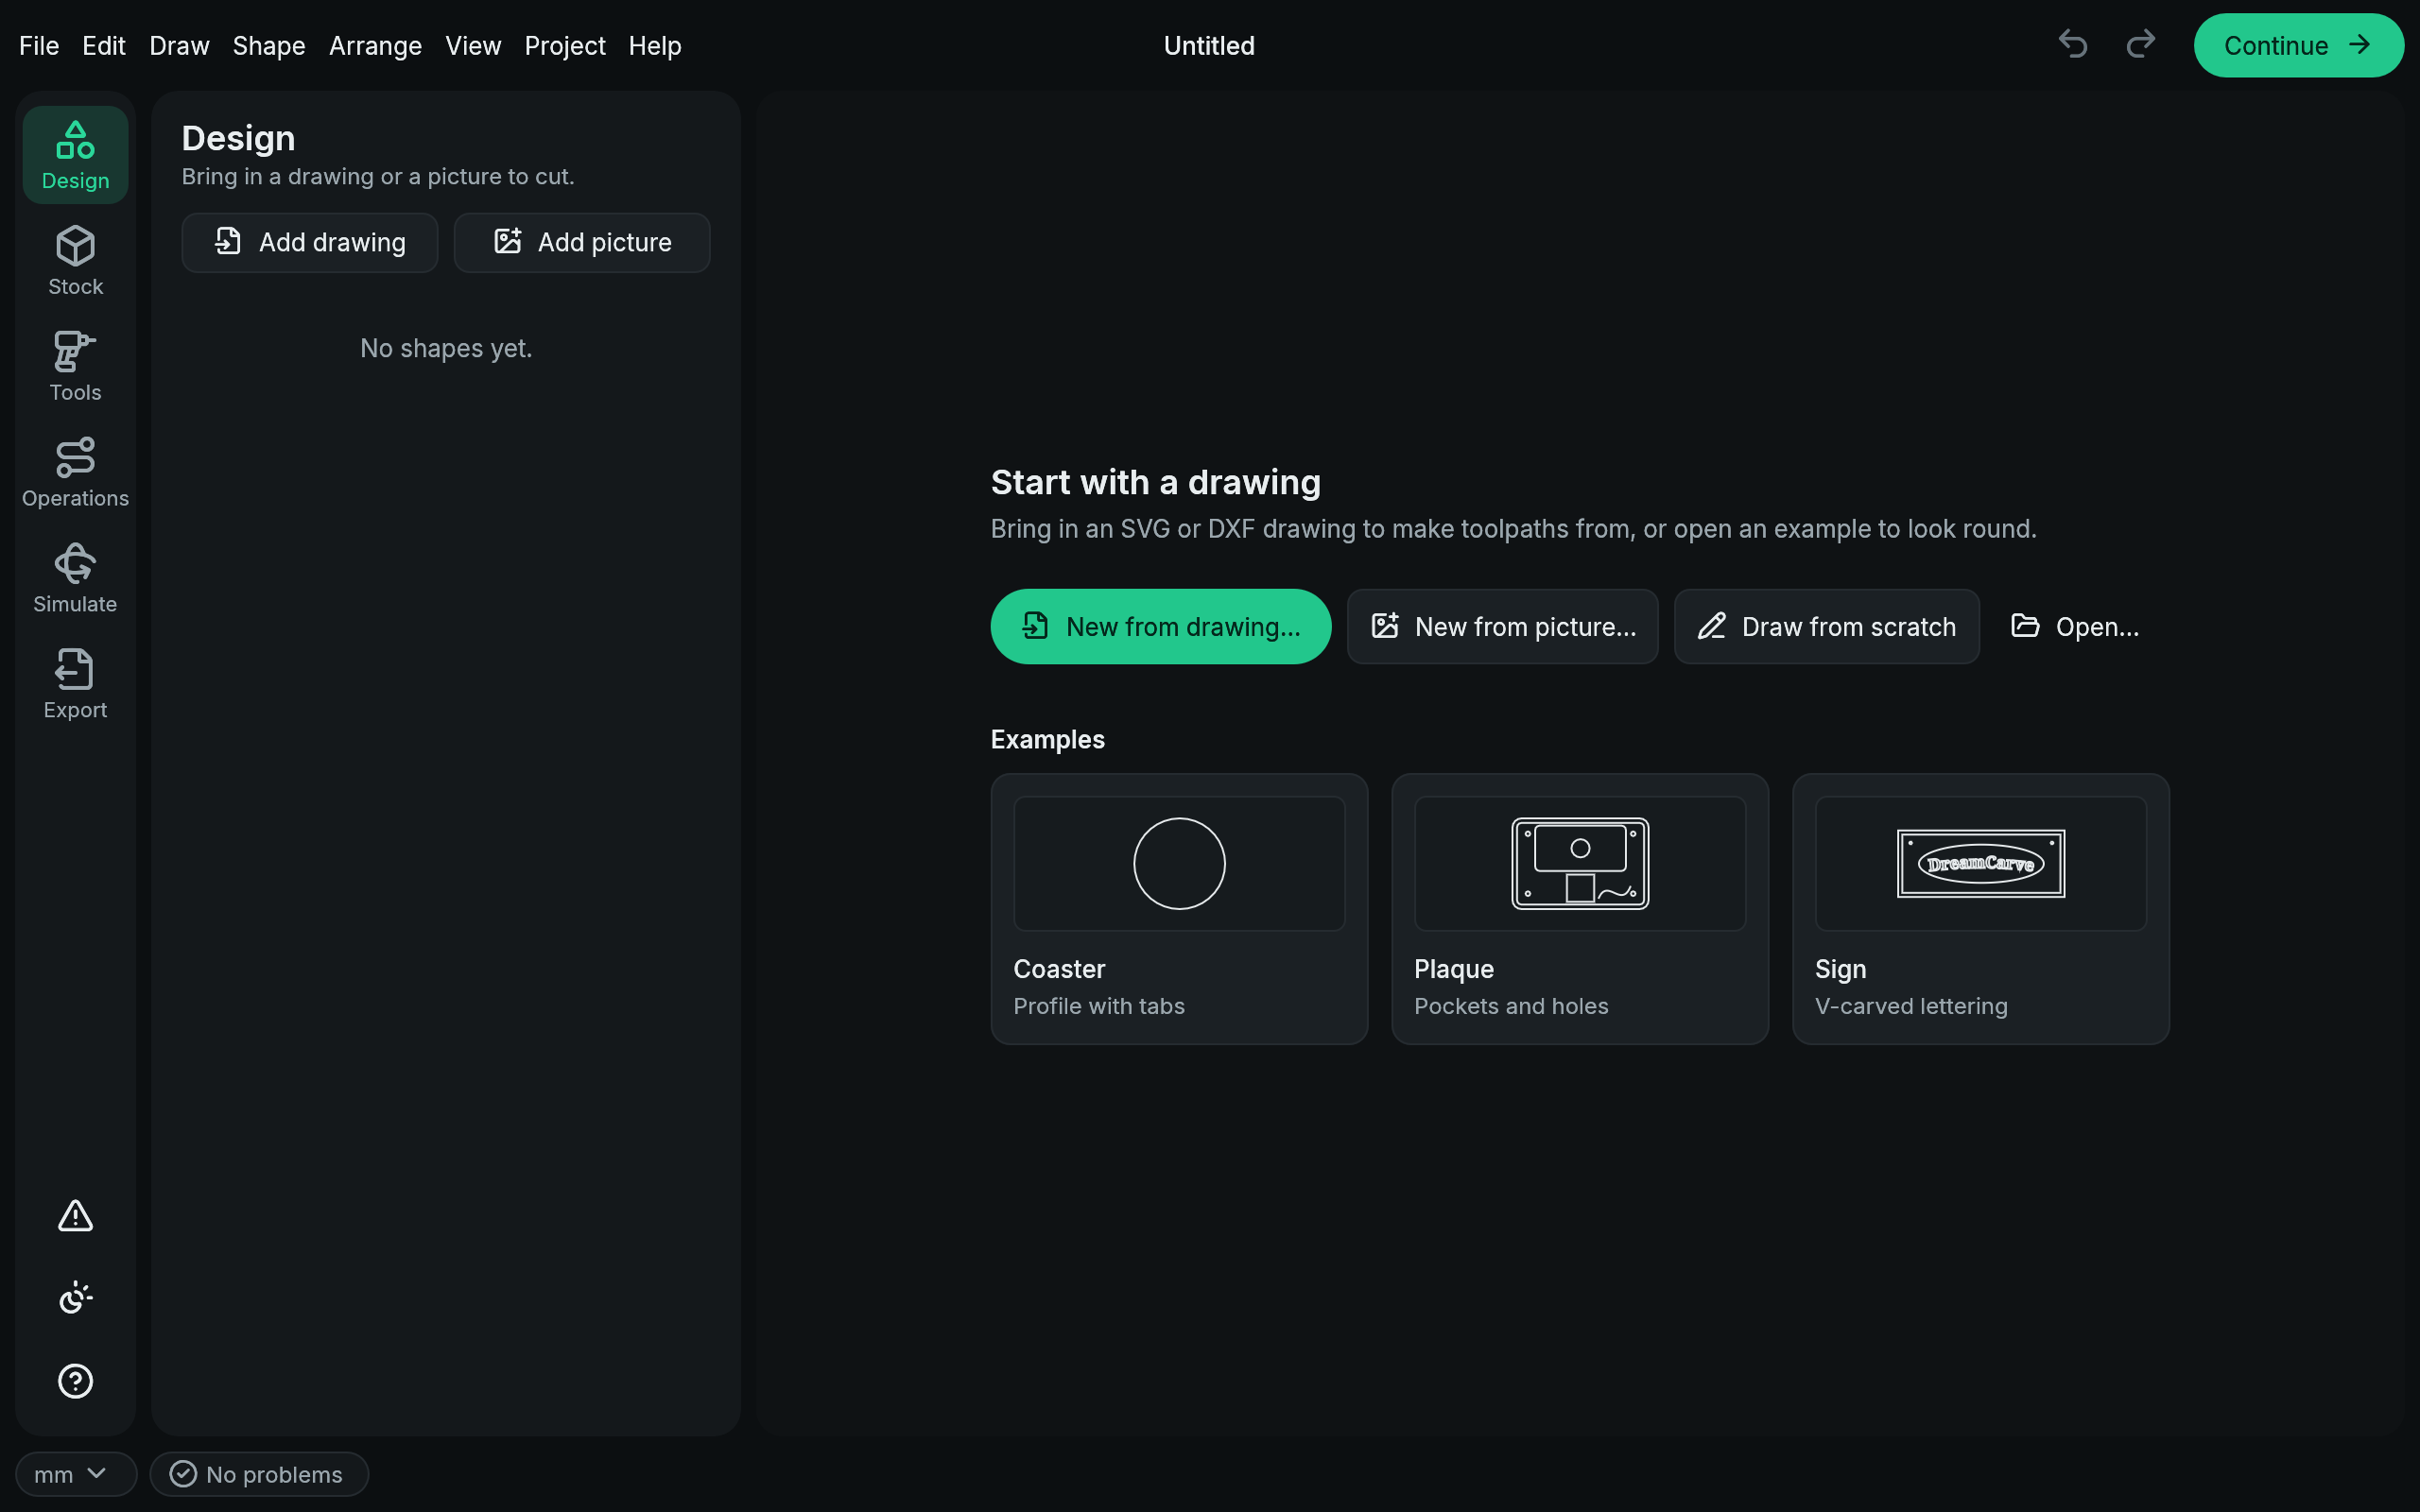 File Edit Draw Shape Arrange View Project Help
Untitled
Continue
Design
Stock
Tools
Operations
Simulate
Export
Design
Bring in a drawing or a picture to cut.
Add drawing
Add picture
No shapes yet.
Start with a drawing
Bring in an SVG or DXF drawing to make toolpaths from, or open an example to look round.
New from drawing...
New from picture...
Draw from scratch
Open...
Examples
DreamCarve
Coaster
Profile with tabs
Plaque
Pockets and holes
Sign
V-carved lettering
mm
No problems